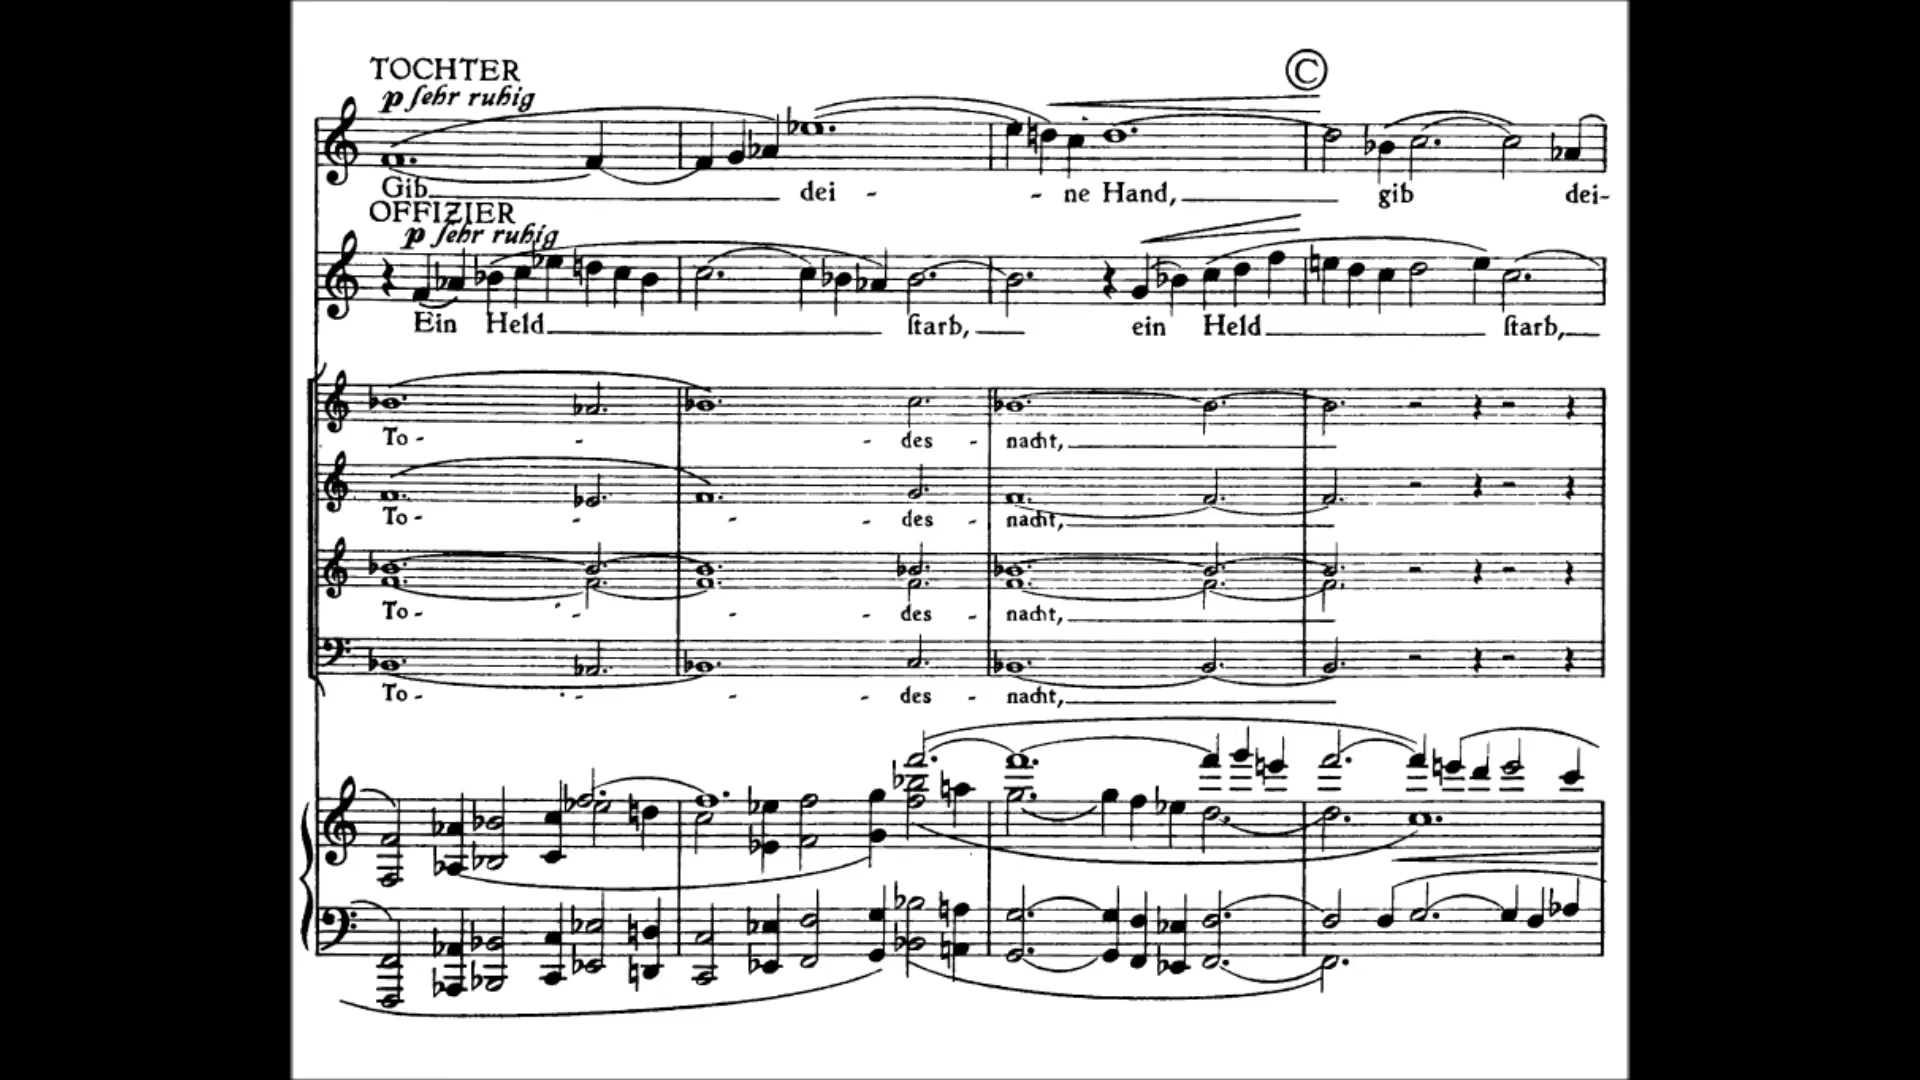 C
TOCHTER
p ſehr ruhig
Gib dei - - ne Hand, gib dei-
OFFIZIER
p ſehr ruhig
Ein Held ſtarb, ein Held ſtarb,
To - - - des - nacht,
To - - - - des - nacht,
To - - - - des - nacht,
To - - - - des - nacht,